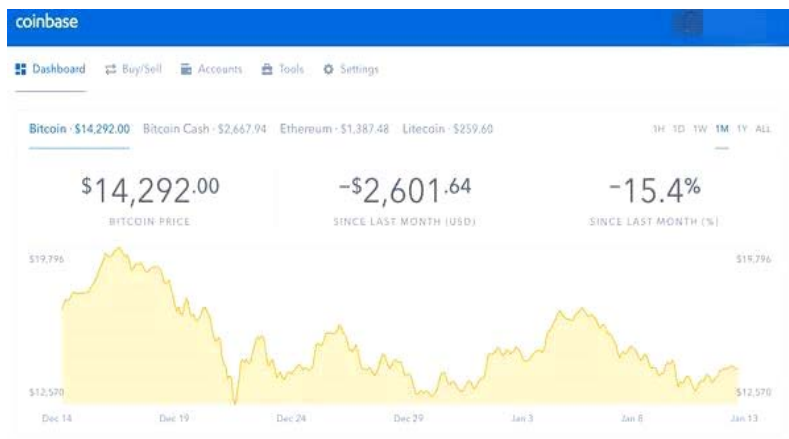 coinbase
Dashboard Buy/Sell Accounts Tools Settings
Bitcoin · $14,292.00 Bitcoin Cash · $2,667.94 Ethereum · $1,387.48 Litecoin · $259.60 1H 1D 1W 1M 1Y ALL
$14,292.00 −$2,601.64 −15.4%
BITCOIN PRICE SINCE LAST MONTH (USD) SINCE LAST MONTH (%)
$19,796 $19,796
$12,570 $12,570
Dec 14 Dec 19 Dec 24 Dec 29 Jan 3 Jan 8 Jan 13